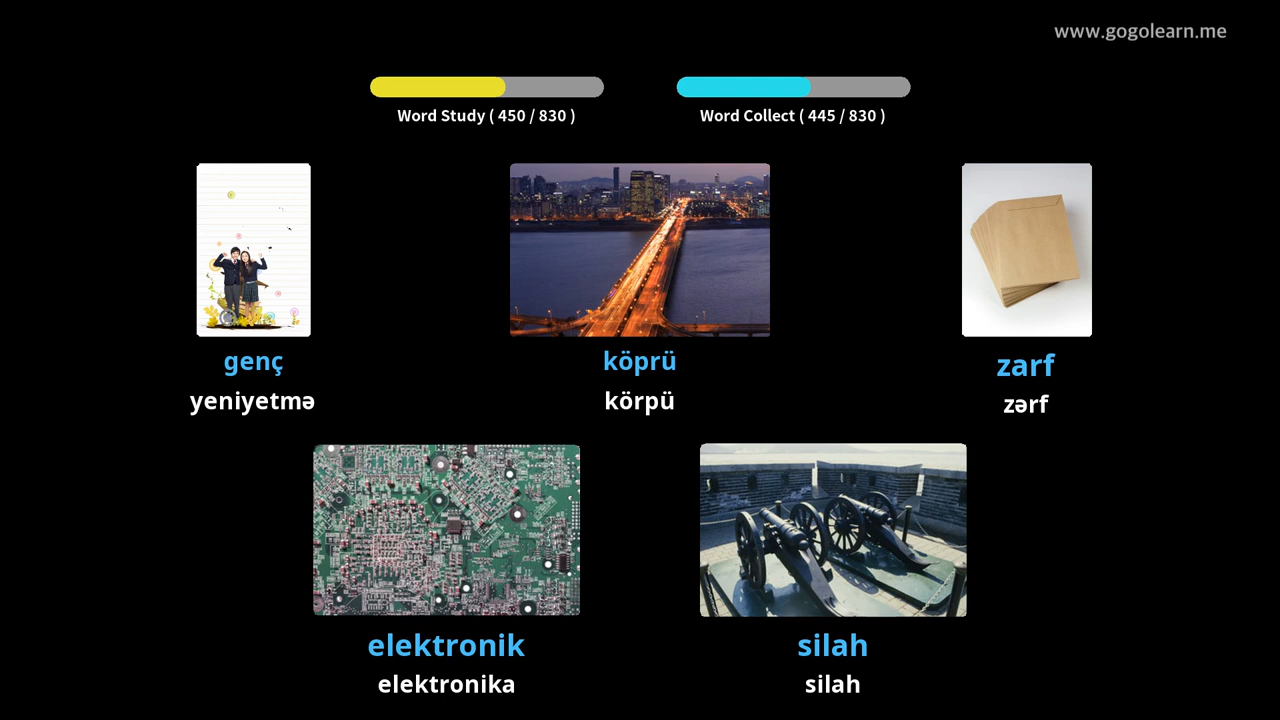 www.gogolearn.me
Word Study ( 450 / 830 )
Word Collect ( 445 / 830 )
genç
yeniyetmə
köprü
körpü
zarf
zərf
elektronik
elektronika
silah
silah